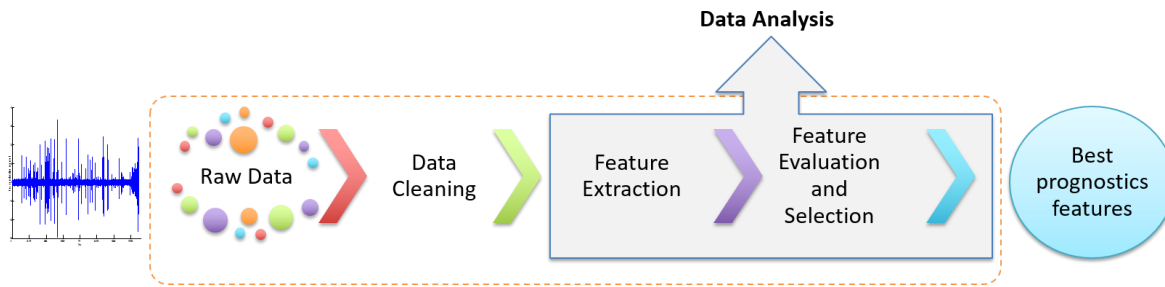 Data Analysis
Raw Data
Data
Cleaning
Feature
Extraction
Feature
Evaluation
and
Selection
Best
prognostics
features